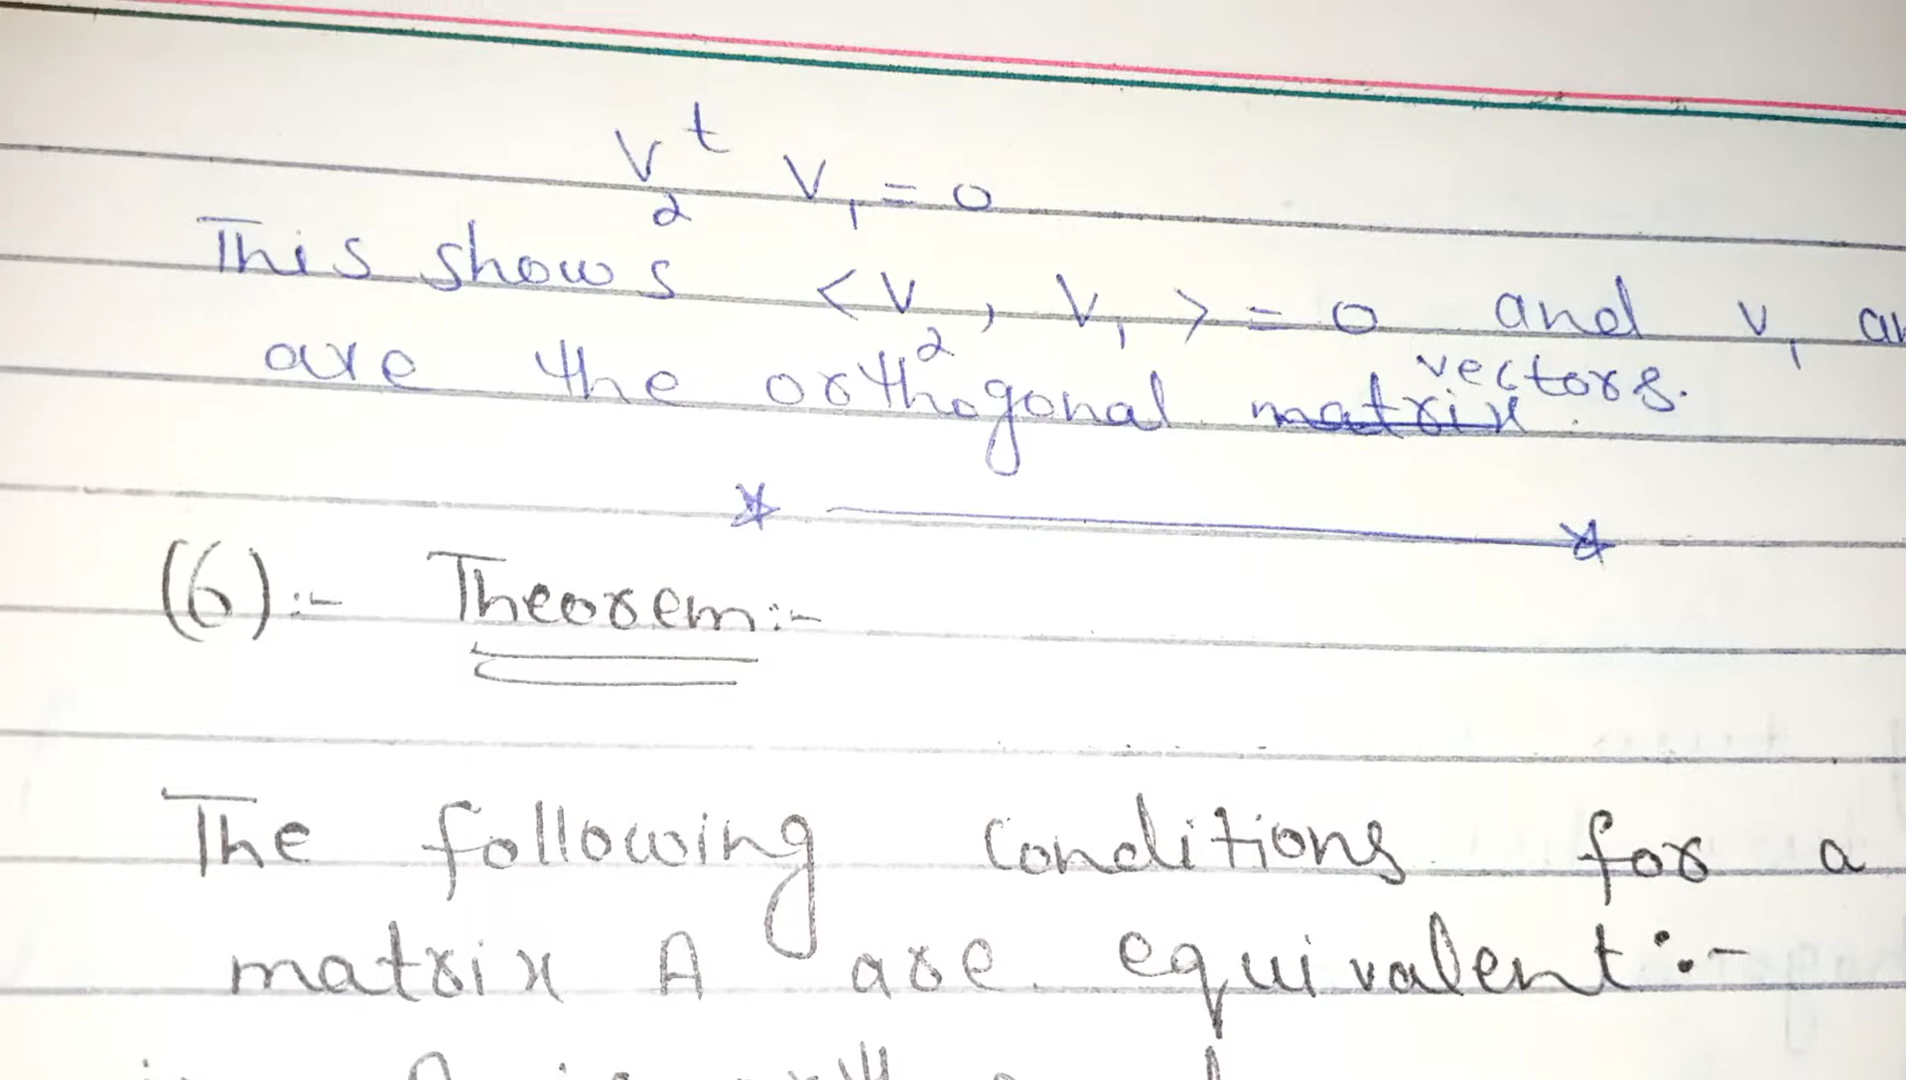 v₂ᵗ v₁ = 0
This shows <v₂, v₁> = 0 and v₁
are the orthogonal matrix vectors.
(6):- Theorem:-
The following conditions for a
matrix A are equivalent:-